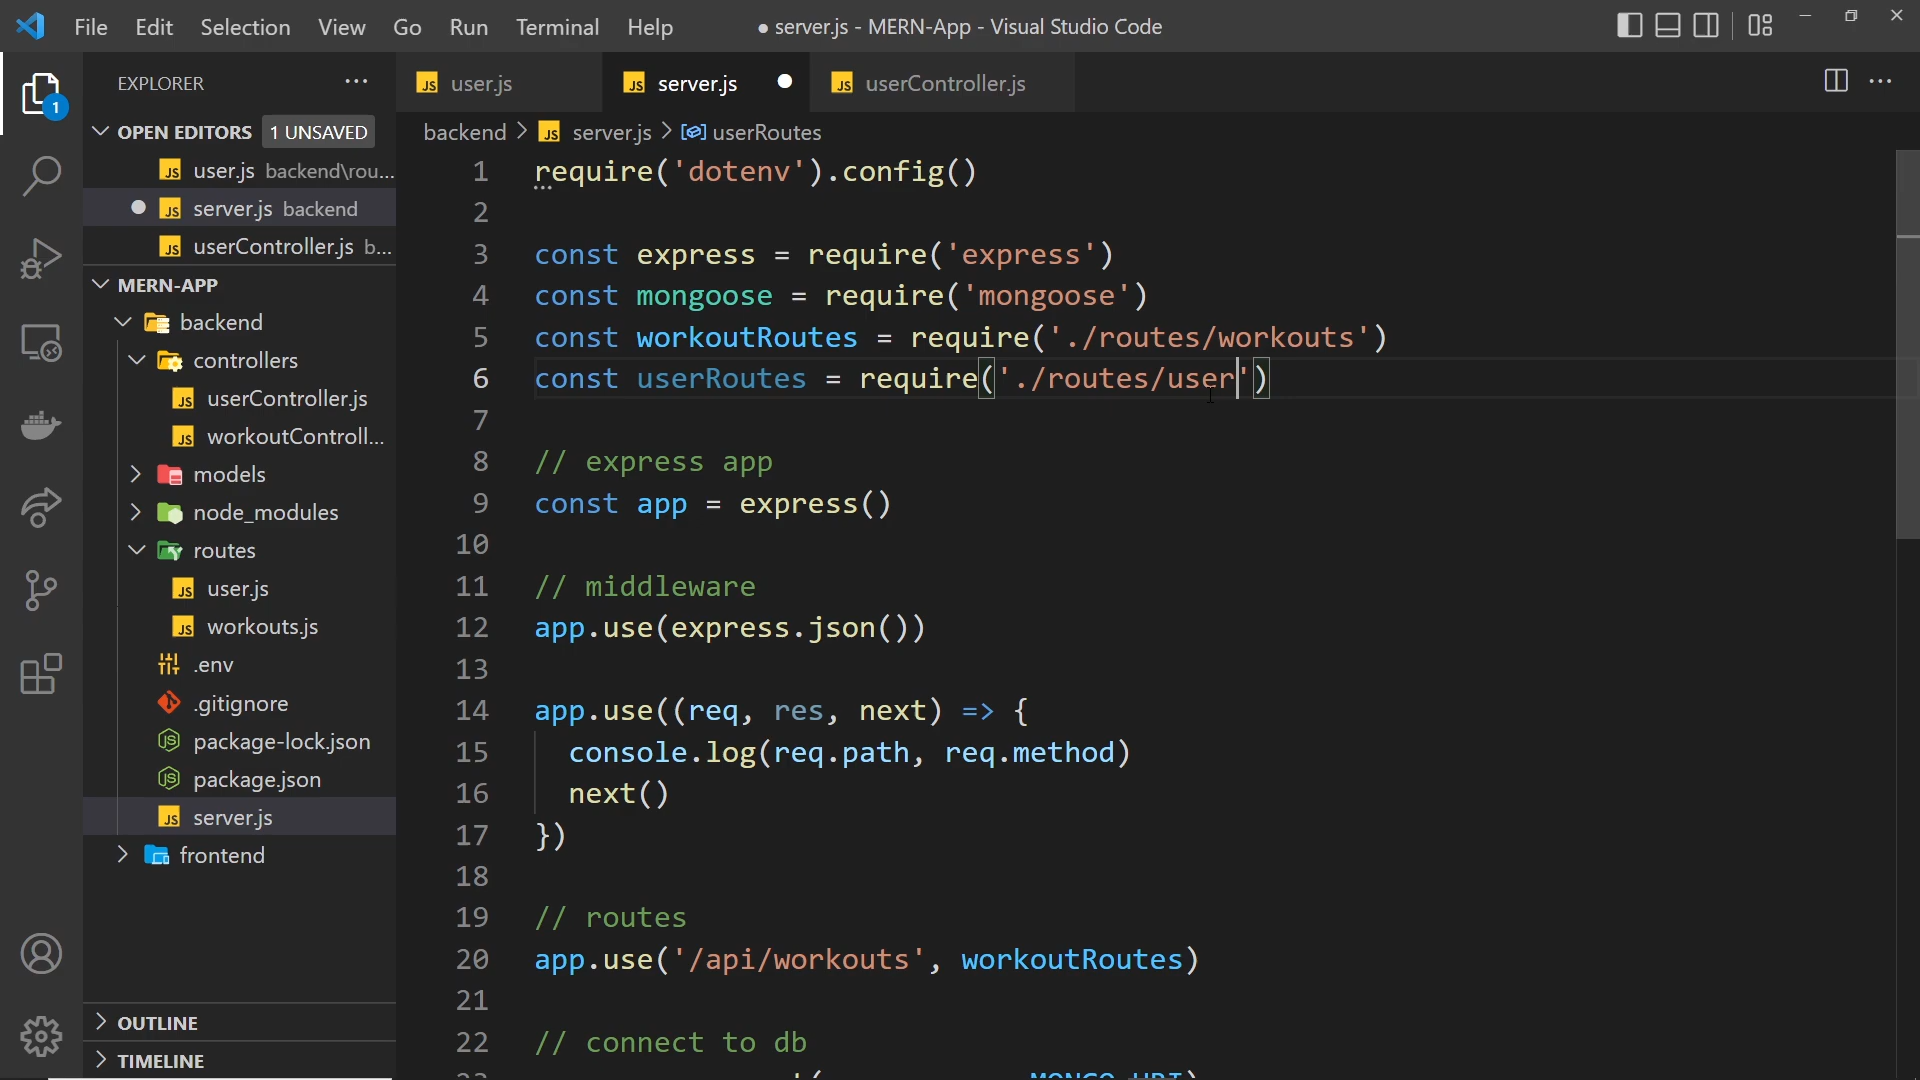 File Edit Selection View Go Run Terminal Help
● server.js - MERN-App - Visual Studio Code
EXPLORER
1
OPEN EDITORS 1 UNSAVED
user.js backend\rou...
server.js backend
userController.js b...
MERN-APP
backend
controllers
userController.js
workoutControll...
models
node_modules
routes
user.js
workouts.js
.env
.gitignore
package-lock.json
package.json
server.js
frontend
OUTLINE
TIMELINE
JS user.js
JS server.js
JS userController.js
backend > JS server.js > userRoutes
1 require('dotenv').config()
2
3 const express = require('express')
4 const mongoose = require('mongoose')
5 const workoutRoutes = require('./routes/workouts')
6 const userRoutes = require('./routes/user')
7
8 // express app
9 const app = express()
10
11 // middleware
12 app.use(express.json())
13
14 app.use((req, res, next) => {
15 console.log(req.path, req.method)
16 next()
17 })
18
19 // routes
20 app.use('/api/workouts', workoutRoutes)
21
22 // connect to db